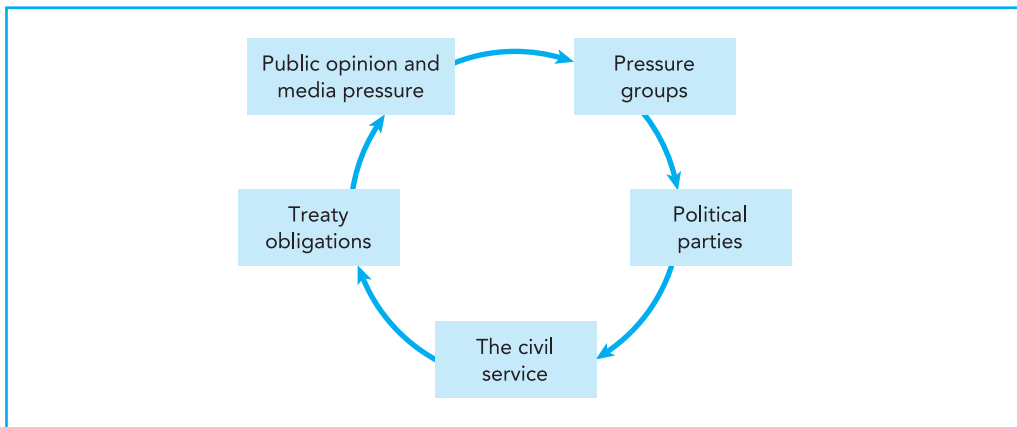 Public opinion and
media pressure
Pressure
groups
Political
parties
The civil
service
Treaty
obligations